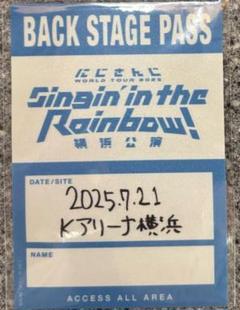 BACK STAGE PASS
にじさんじ
WORLD TOUR 2025
Singin' in the
Rainbow!
横浜公演
DATE/SITE
2025.7.21
Kアリーナ横浜
NAME
ACCESS ALL AREA